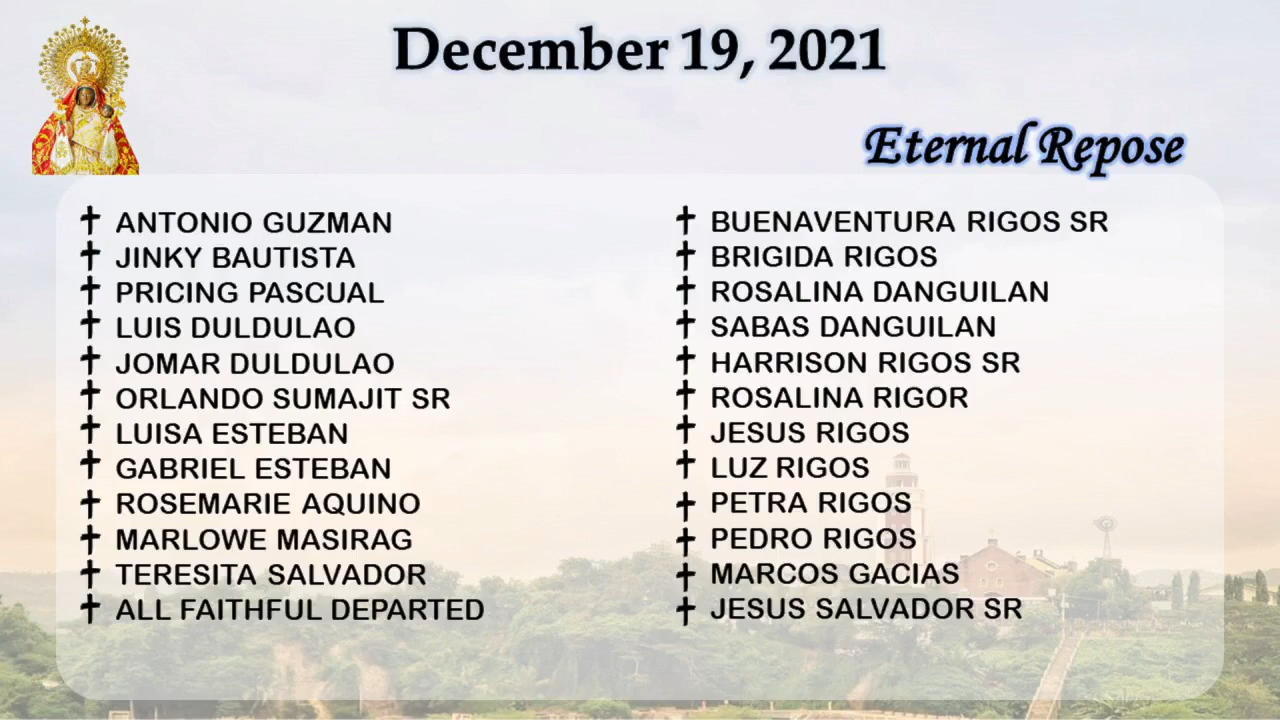 December 19, 2021
Eternal Repose
ANTONIO GUZMAN
JINKY BAUTISTA
PRICING PASCUAL
LUIS DULDULAO
JOMAR DULDULAO
ORLANDO SUMAJIT SR
LUISA ESTEBAN
GABRIEL ESTEBAN
ROSEMARIE AQUINO
MARLOWE MASIRAG
TERESITA SALVADOR
ALL FAITHFUL DEPARTED
BUENAVENTURA RIGOS SR
BRIGIDA RIGOS
ROSALINA DANGUILAN
SABAS DANGUILAN
HARRISON RIGOS SR
ROSALINA RIGOR
JESUS RIGOS
LUZ RIGOS
PETRA RIGOS
PEDRO RIGOS
MARCOS GACIAS
JESUS SALVADOR SR